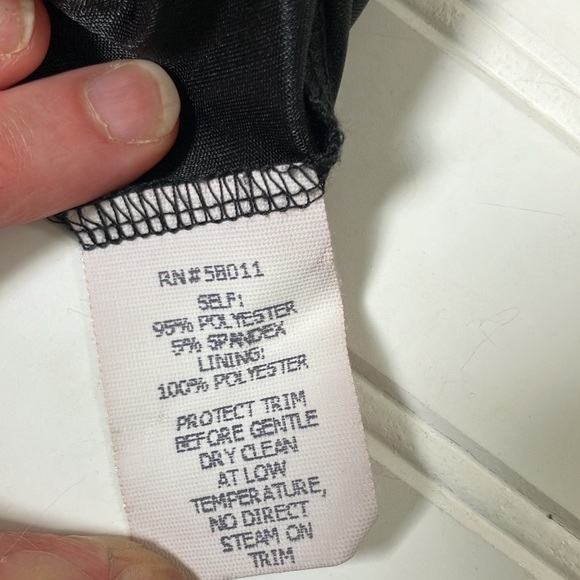 RN#58011
SELF:
95% POLYESTER
5% SPANDEX
LINING:
100% POLYESTER
PROTECT TRIM
BEFORE GENTLE
DRY CLEAN
AT LOW
TEMPERATURE,
NO DIRECT
STEAM ON
TRIM